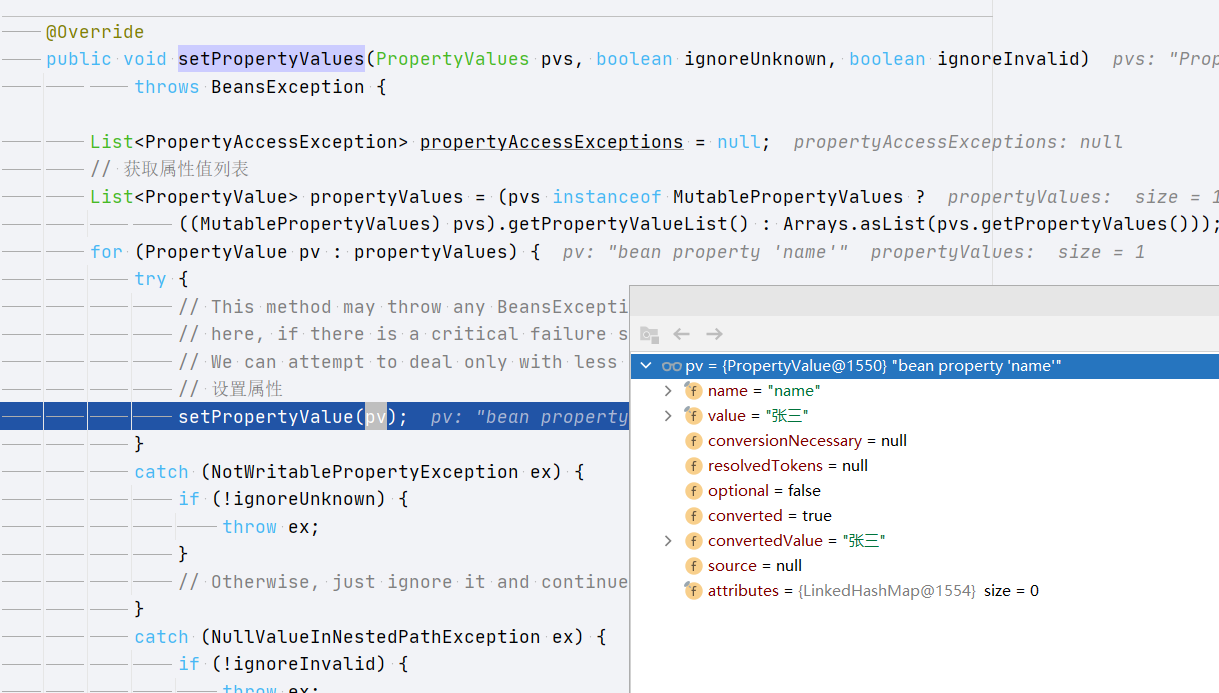 @Override
public void setPropertyValues(PropertyValues pvs, boolean ignoreUnknown, boolean ignoreInvalid)  pvs: "Prop
throws BeansException {
List<PropertyAccessException> propertyAccessExceptions = null;  propertyAccessExceptions: null
// 获取属性值列表
List<PropertyValue> propertyValues = (pvs instanceof MutablePropertyValues ?  propertyValues:  size = 1
((MutablePropertyValues) pvs).getPropertyValueList() : Arrays.asList(pvs.getPropertyValues()));
for (PropertyValue pv : propertyValues) {  pv: "bean property 'name'"  propertyValues:  size = 1
try {
// This method may throw any BeansExcepti
// here, if there is a critical failure s
// We can attempt to deal only with less
// 设置属性
setPropertyValue(pv);  pv: "bean property
}
catch (NotWritablePropertyException ex) {
if (!ignoreUnknown) {
throw ex;
}
// Otherwise, just ignore it and continue
}
catch (NullValueInNestedPathException ex) {
if (!ignoreInvalid) {
throw ex;
pv = {PropertyValue@1550} "bean property 'name'"
name = "name"
value = "张三"
conversionNecessary = null
resolvedTokens = null
optional = false
converted = true
convertedValue = "张三"
source = null
attributes = {LinkedHashMap@1554}  size = 0